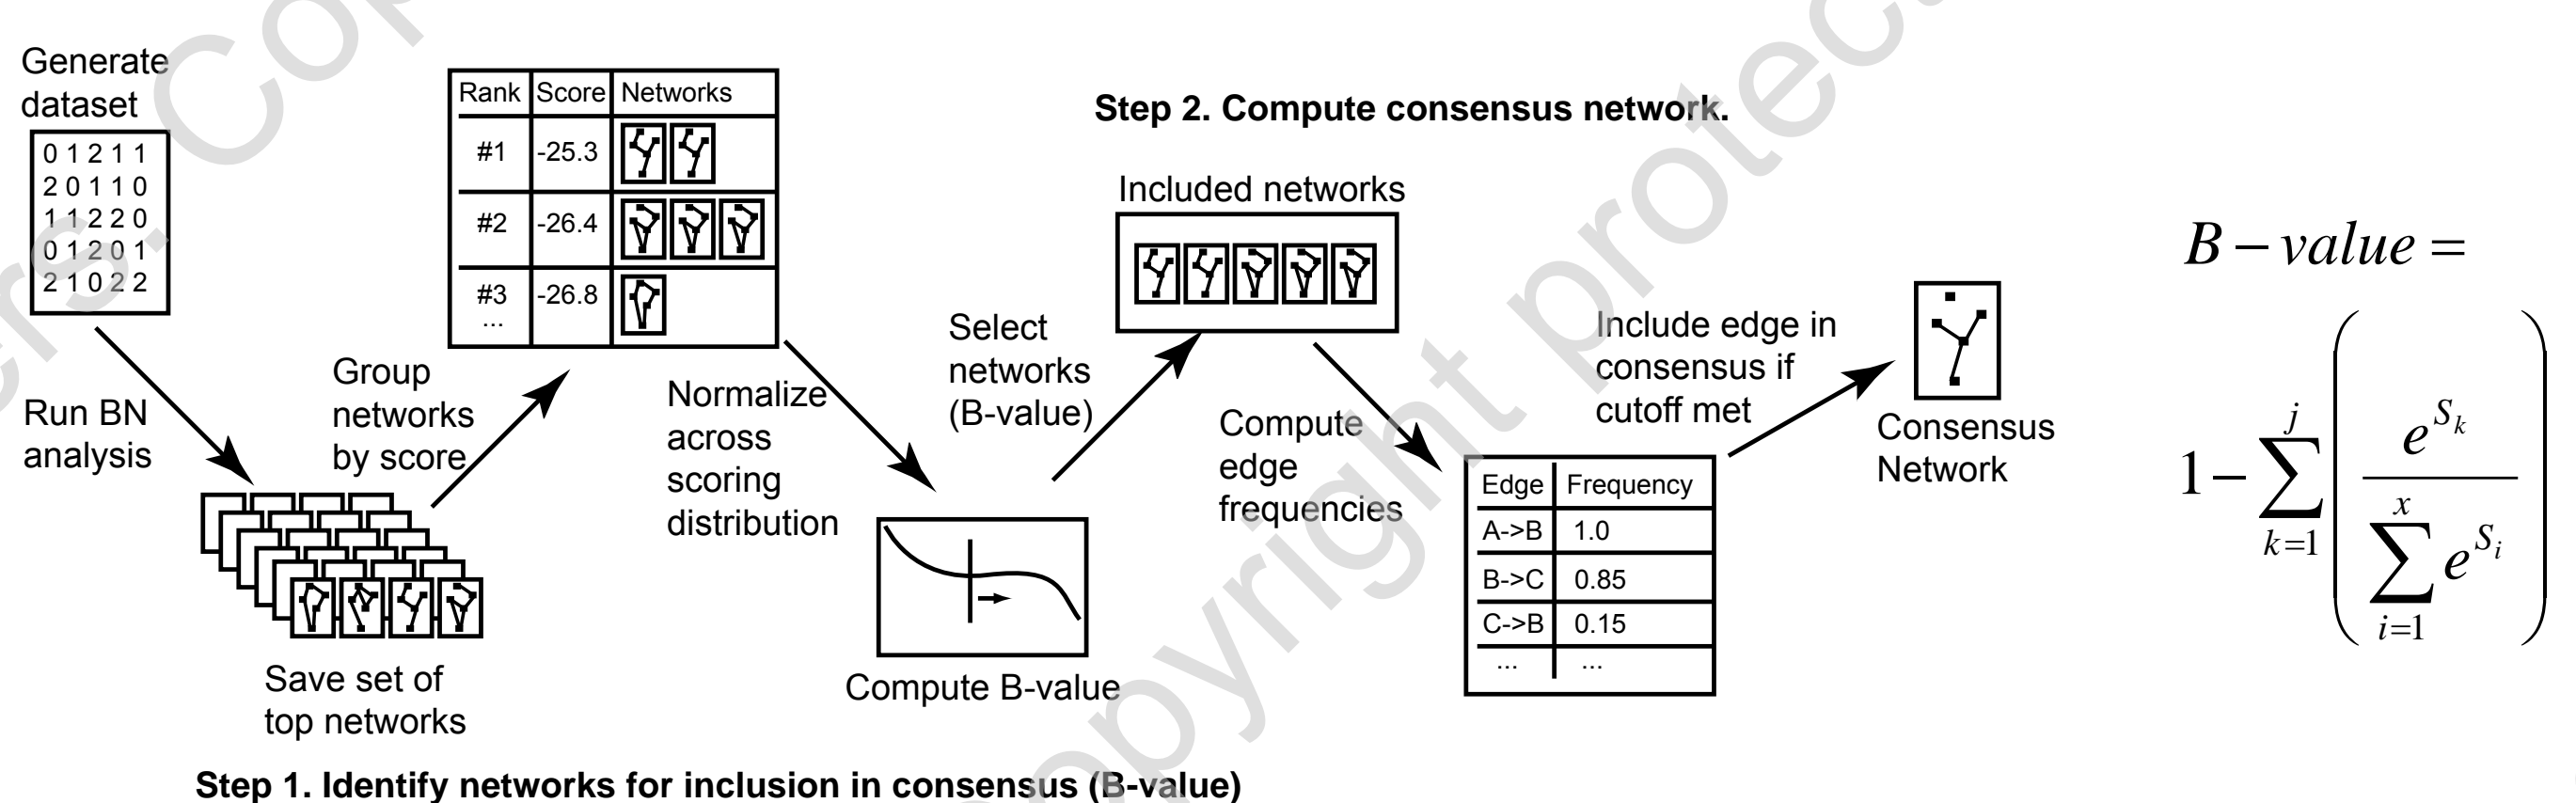 Generate
dataset
0 1 2 1 1
2 0 1 1 0
1 1 2 2 0
0 1 2 0 1
2 1 0 2 2
Run BN
analysis
Save set of
top networks
Group
networks
by score
Rank Score Networks
#1 -25.3
#2 -26.4
#3 -26.8
...
Normalize
across
scoring
distribution
Compute B-value
Step 1. Identify networks for inclusion in consensus (B-value)
Step 2. Compute consensus network.
Select
networks
(B-value)
Included networks
Compute
edge
frequencies
Edge Frequency
A->B 1.0
B->C 0.85
C->B 0.15
... ...
Include edge in
consensus if
cutoff met
Consensus
Network
B − value =
1 − ∑_{k=1}^{j} ( e^{S_k} / ∑_{i=1}^{x} e^{S_i} )
ers. Cop
opyright protec